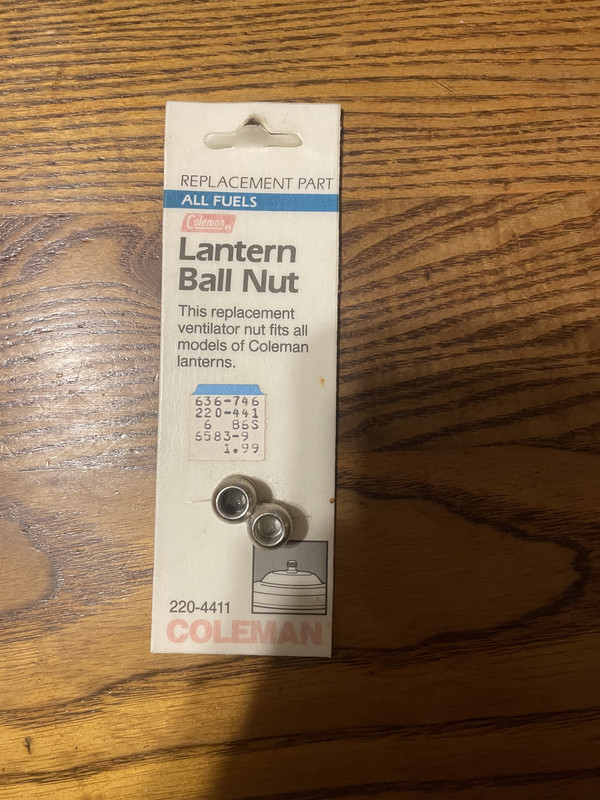 REPLACEMENT PART
ALL FUELS
Coleman
Lantern
Ball Nut
This replacement
ventilator nut fits all
models of Coleman
lanterns.
636-746
220-441
6 B6S
6583-9
1.99
220-4411
COLEMAN